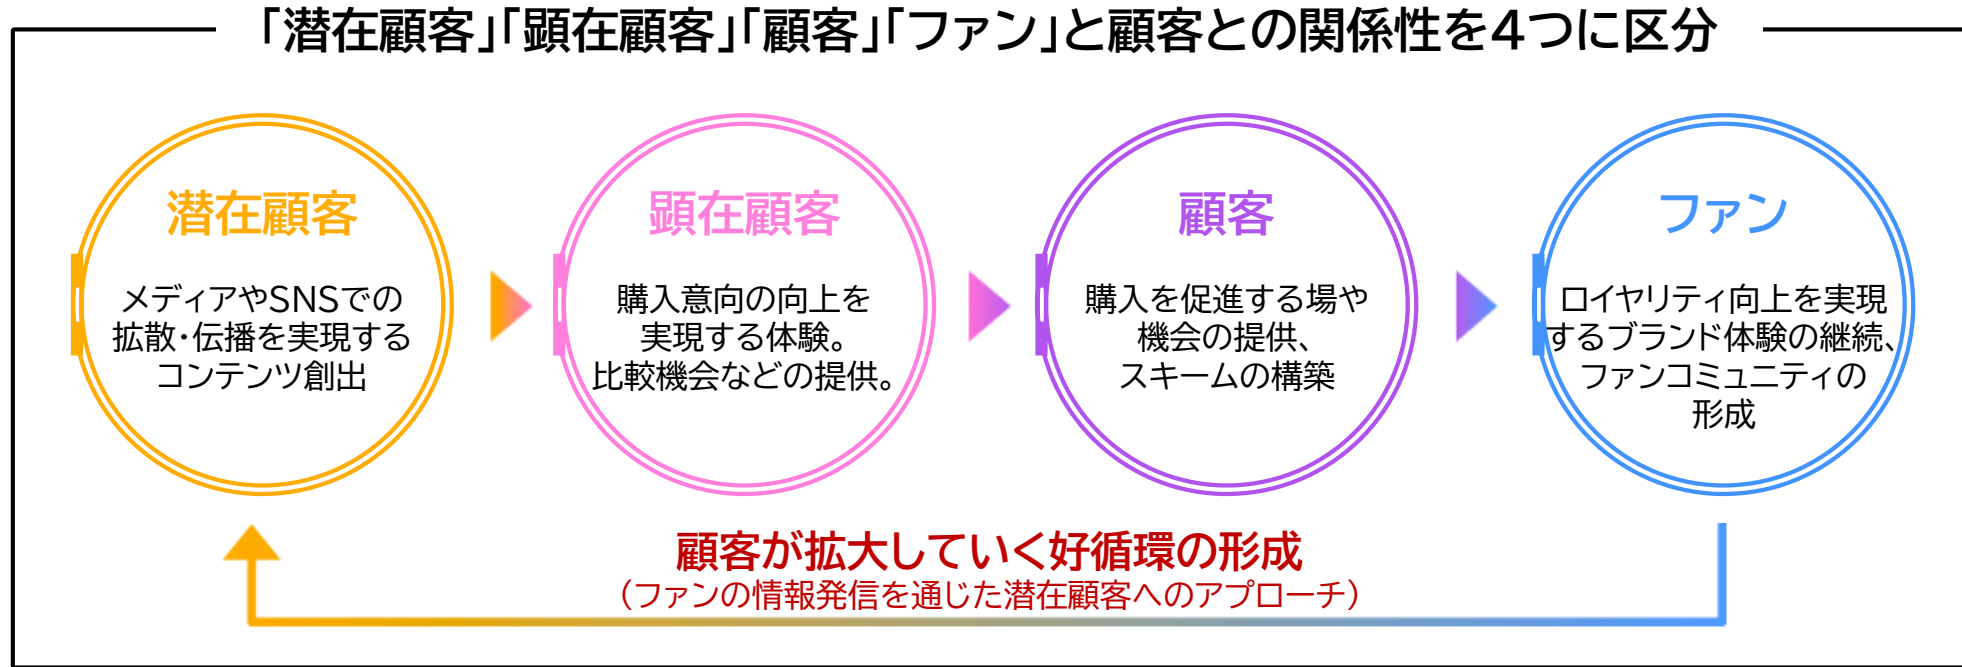 「潜在顧客」「顕在顧客」「顧客」「ファン」と顧客との関係性を4つに区分
潜在顧客
メディアやSNSでの
拡散・伝播を実現する
コンテンツ創出
顕在顧客
購入意向の向上を
実現する体験。
比較機会などの提供。
顧客
購入を促進する場や
機会の提供、
スキームの構築
ファン
ロイヤリティ向上を実現
するブランド体験の継続、
ファンコミュニティの
形成
顧客が拡大していく好循環の形成
（ファンの情報発信を通じた潜在顧客へのアプローチ）